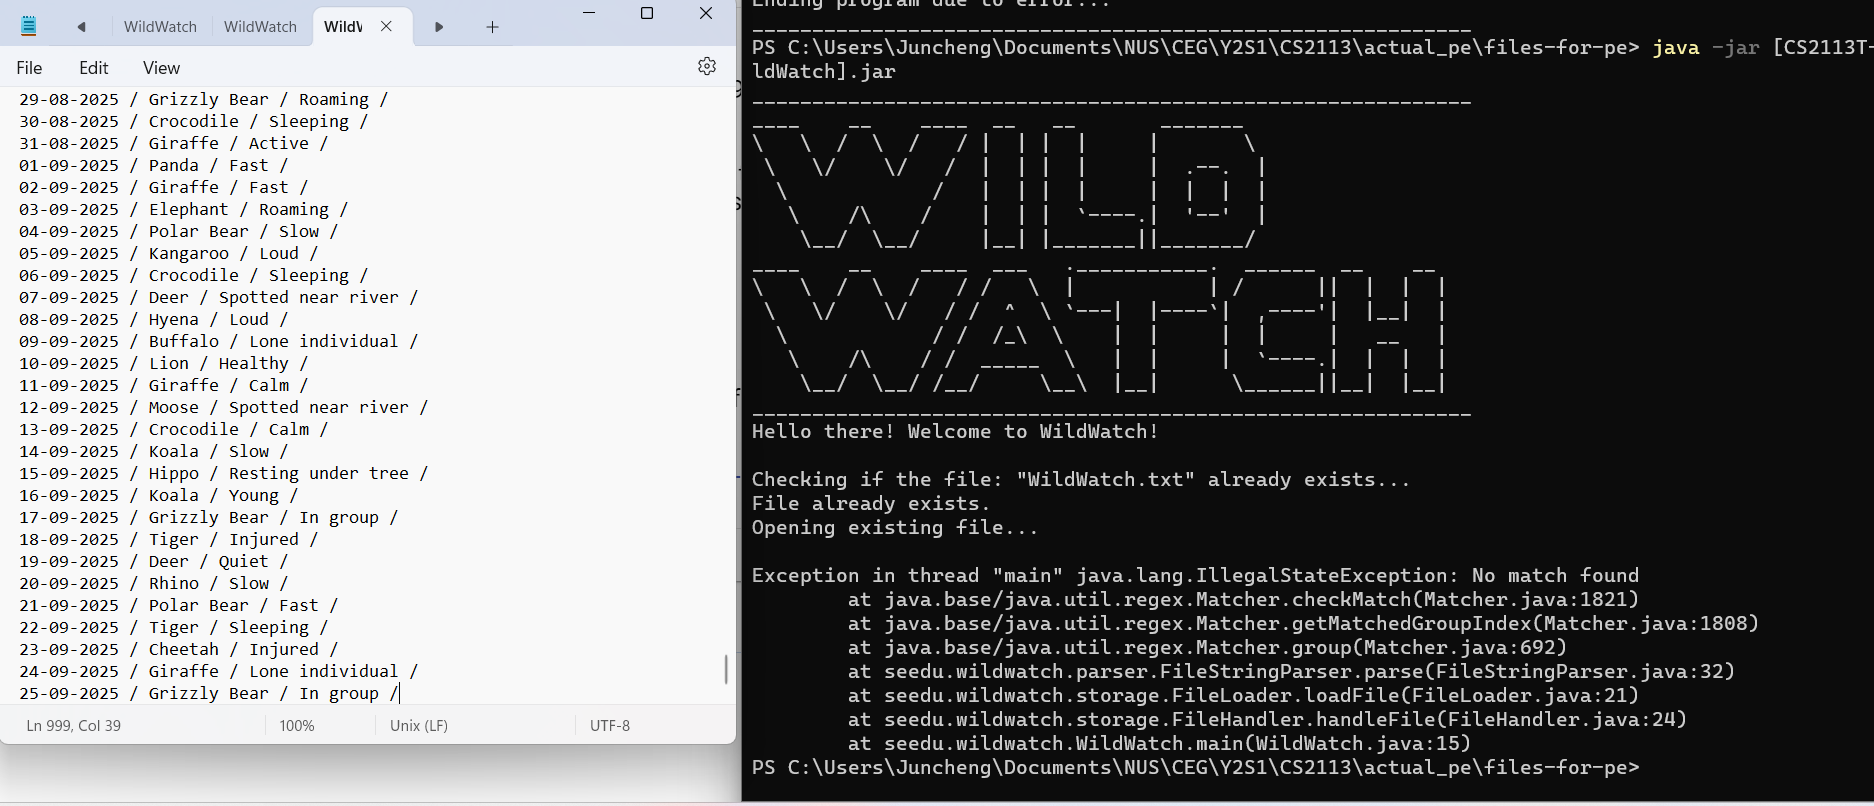 WildWatch
WildWatch
File
Edit
View
29-08-2025 / Grizzly Bear / Roaming /
30-08-2025 / Crocodile / Sleeping /
31-08-2025 / Giraffe / Active /
01-09-2025 / Panda / Fast /
02-09-2025 / Giraffe / Fast /
03-09-2025 / Elephant / Roaming /
04-09-2025 / Polar Bear / Slow /
05-09-2025 / Kangaroo / Loud /
06-09-2025 / Crocodile / Sleeping /
07-09-2025 / Deer / Spotted near river /
08-09-2025 / Hyena / Loud /
09-09-2025 / Buffalo / Lone individual /
10-09-2025 / Lion / Healthy /
11-09-2025 / Giraffe / Calm /
12-09-2025 / Moose / Spotted near river /
13-09-2025 / Crocodile / Calm /
14-09-2025 / Koala / Slow /
15-09-2025 / Hippo / Resting under tree /
16-09-2025 / Koala / Young /
17-09-2025 / Grizzly Bear / In group /
18-09-2025 / Tiger / Injured /
19-09-2025 / Deer / Quiet /
20-09-2025 / Rhino / Slow /
21-09-2025 / Polar Bear / Fast /
22-09-2025 / Tiger / Sleeping /
23-09-2025 / Cheetah / Injured /
24-09-2025 / Giraffe / Lone individual /
25-09-2025 / Grizzly Bear / In group /
Ln 999, Col 39
100%
Unix (LF)
UTF-8
Ending program due to error...
PS C:\Users\Juncheng\Documents\NUS\CEG\Y2S1\CS2113\actual_pe\files-for-pe> java -jar [CS2113T-
ldWatch].jar
WILD
WATCH
Hello there! Welcome to WildWatch!
Checking if the file: "WildWatch.txt" already exists...
File already exists.
Opening existing file...
Exception in thread "main" java.lang.IllegalStateException: No match found
at java.base/java.util.regex.Matcher.checkMatch(Matcher.java:1821)
at java.base/java.util.regex.Matcher.getMatchedGroupIndex(Matcher.java:1808)
at java.base/java.util.regex.Matcher.group(Matcher.java:692)
at seedu.wildwatch.parser.FileStringParser.parse(FileStringParser.java:32)
at seedu.wildwatch.storage.FileLoader.loadFile(FileLoader.java:21)
at seedu.wildwatch.storage.FileHandler.handleFile(FileHandler.java:24)
at seedu.wildwatch.WildWatch.main(WildWatch.java:15)
PS C:\Users\Juncheng\Documents\NUS\CEG\Y2S1\CS2113\actual_pe\files-for-pe>